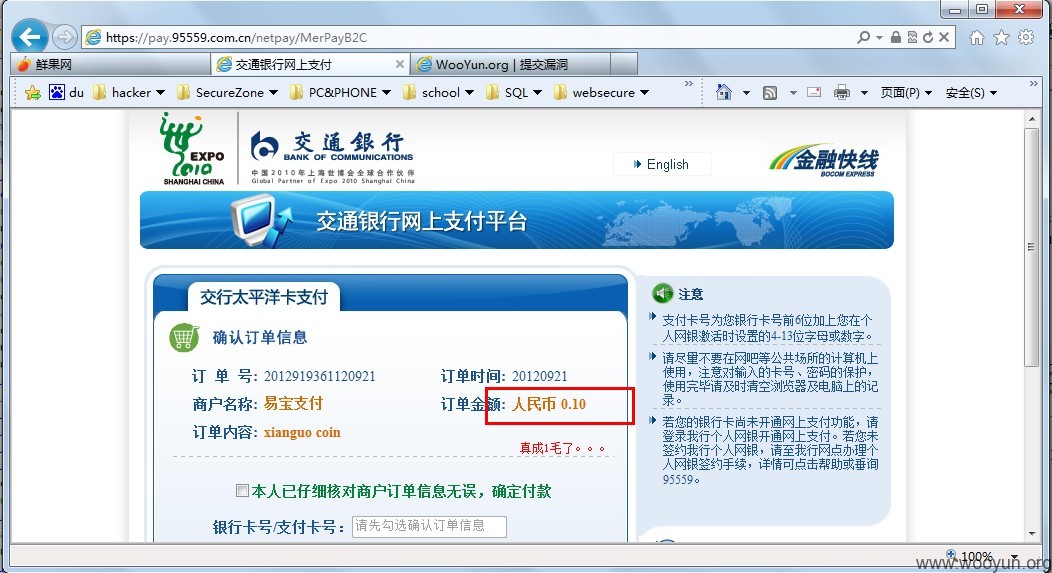 https://pay.95559.com.cn/netpay/MerPayB2C
鲜果网
交通银行网上支付
WooYun.org | 提交漏洞
du
hacker
SecureZone
PC&PHONE
school
SQL
websecure
页面(P)
安全(S)
EXPO
2010
SHANGHAI CHINA
交通銀行
BANK OF COMMUNICATIONS
中国2010年上海世博会全球合作伙伴
Global Partner of Expo 2010 Shanghai China
English
金融快线
BOCOM EXPRESS
交通银行网上支付平台
交行太平洋卡支付
确认订单信息
订 单 号: 2012919361120921
订单时间: 20120921
商户名称: 易宝支付
订单金额: 人民币 0.10
订单内容: xianguo coin
真成1毛了。。。
本人已仔细核对商户订单信息无误，确定付款
银行卡号/支付卡号：
请先勾选确认订单信息
注意
支付卡号为您银行卡号前6位加上您在个
人网银激活时设置的4-13位字母或数字。
请尽量不要在网吧等公共场所的计算机上
使用，注意对输入的卡号、密码的保护，
使用完毕请及时清空浏览器及电脑上的记
录。
若您的银行卡尚未开通网上支付功能，请
登录我行个人网银开通网上支付。若您未
签约我行个人网银，请至我行网点办理个
人网银签约手续，详情可点击帮助或垂询
95559。
100%
www.wooyun.org